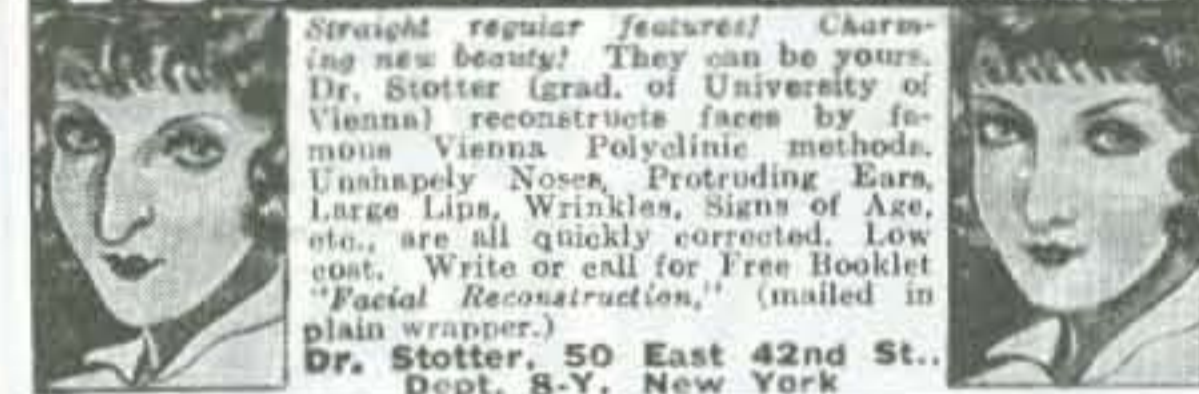 Straight regular features! Charm-
ing new beauty! They can be yours.
Dr. Stotter (grad. of University of
Vienna) reconstructs faces by fa-
mous Vienna Polyclinic methods.
Unshapely Noses, Protruding Ears,
Large Lips, Wrinkles, Signs of Age,
etc., are all quickly corrected. Low
cost. Write or call for Free Booklet
"Facial Reconstruction," (mailed in
plain wrapper.)
Dr. Stotter, 50 East 42nd St.,
Dept. 8-Y, New York